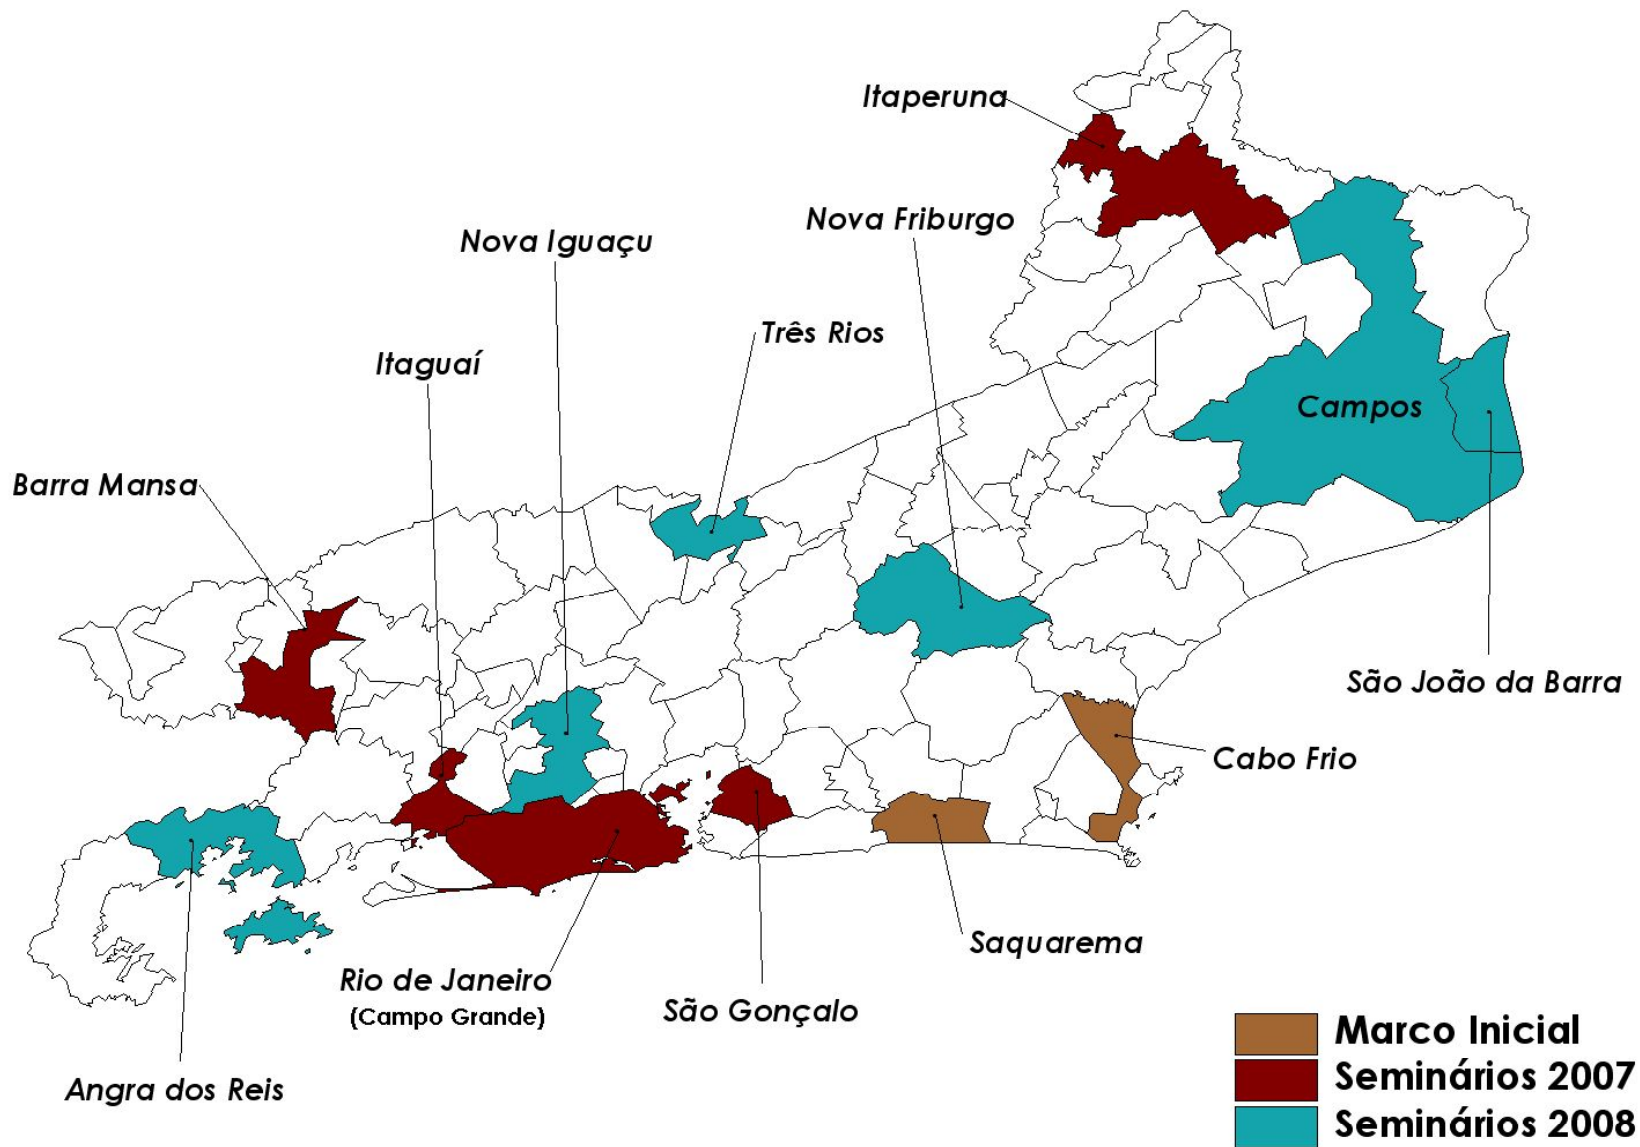 Itaperuna
Nova Friburgo
Nova Iguaçu
Três Rios
Itaguaí
Campos
Barra Mansa
São João da Barra
Cabo Frio
Saquarema
Rio de Janeiro
(Campo Grande)
São Gonçalo
Angra dos Reis
Marco Inicial
Seminários 2007
Seminários 2008